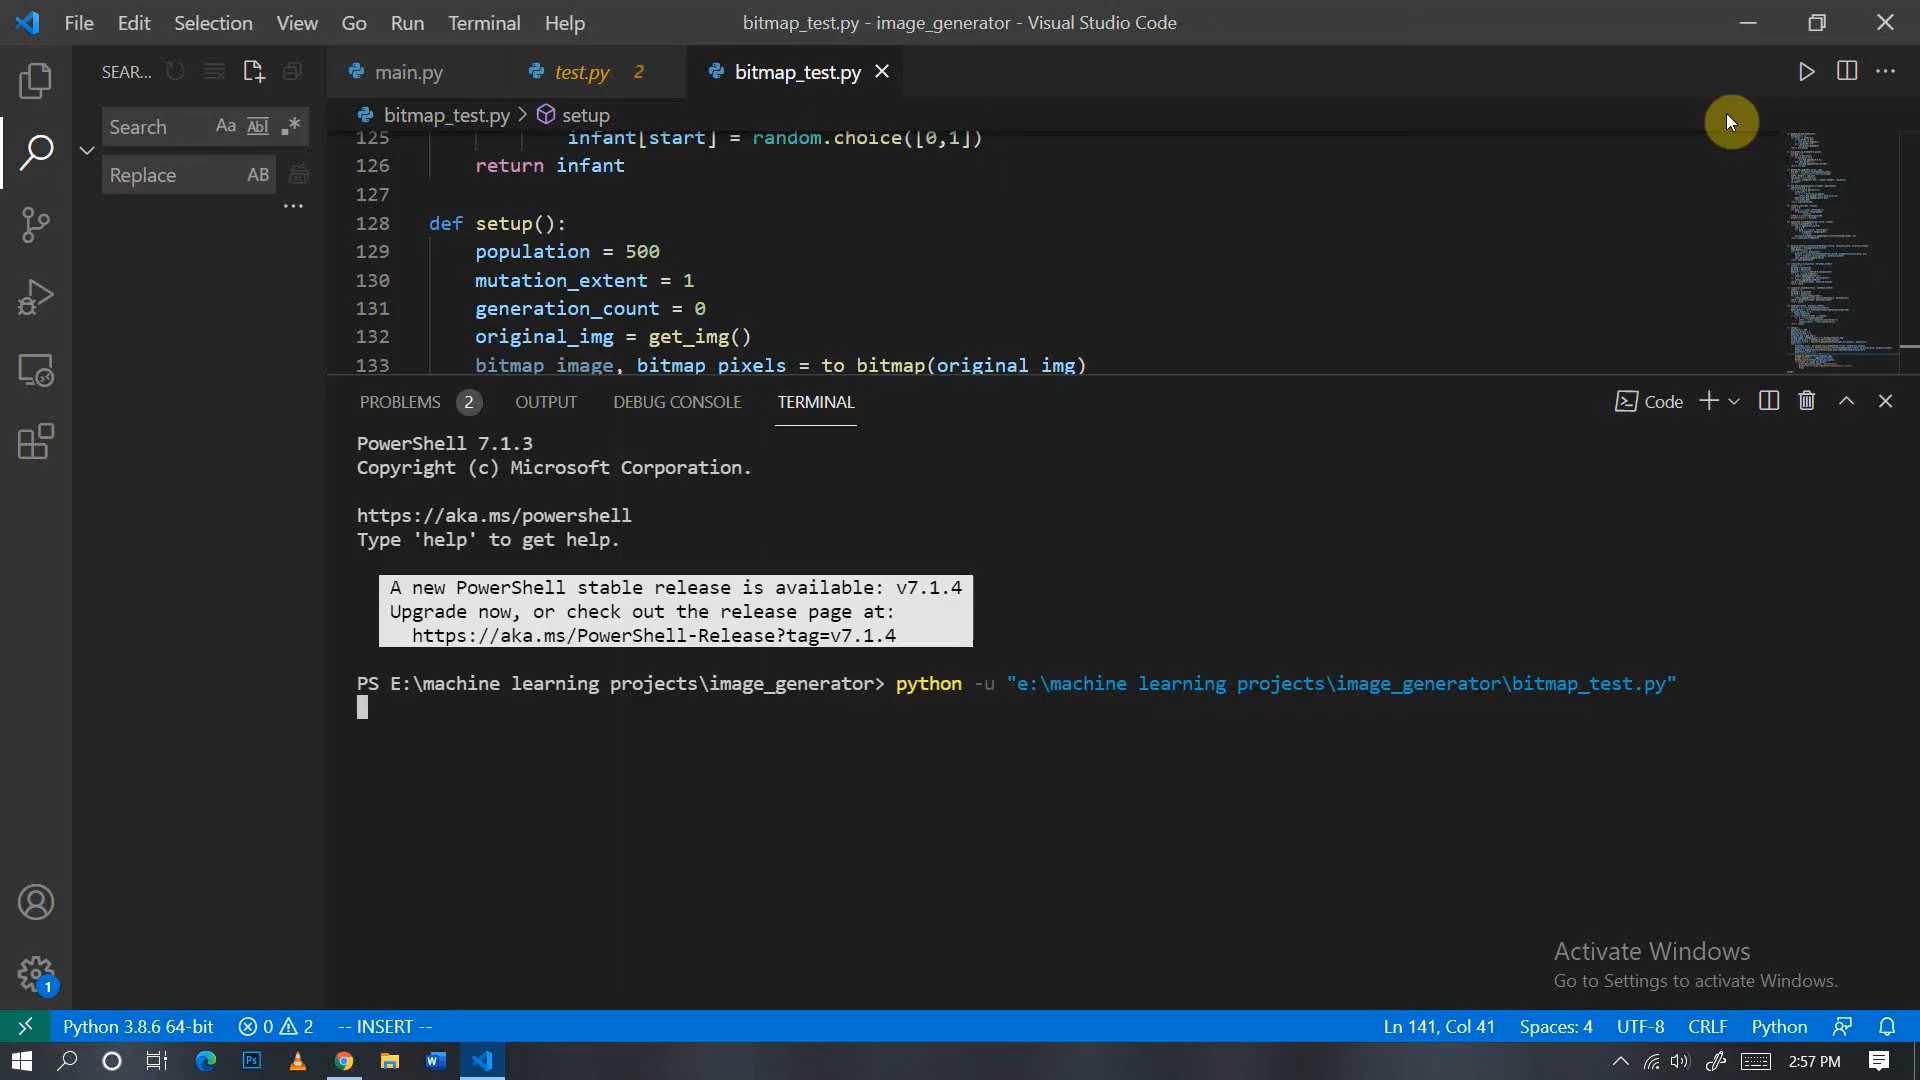 File Edit Selection View Go Run Terminal Help
bitmap_test.py - image_generator - Visual Studio Code
SEAR...
main.py
test.py 2
bitmap_test.py
bitmap_test.py > setup
Search Aa Abl .*
Replace AB
125 infant[start] = random.choice([0,1])
126 return infant
127
128 def setup():
129 population = 500
130 mutation_extent = 1
131 generation_count = 0
132 original_img = get_img()
133 bitmap_image, bitmap_pixels = to_bitmap(original_img)
PROBLEMS 2 OUTPUT DEBUG CONSOLE TERMINAL
Code
PowerShell 7.1.3
Copyright (c) Microsoft Corporation.
https://aka.ms/powershell
Type 'help' to get help.
A new PowerShell stable release is available: v7.1.4
Upgrade now, or check out the release page at:
https://aka.ms/PowerShell-Release?tag=v7.1.4
PS E:\machine learning projects\image_generator> python -u "e:\machine learning projects\image_generator\bitmap_test.py"
Activate Windows
Go to Settings to activate Windows.
1
Python 3.8.6 64-bit 0 2 -- INSERT --
Ln 141, Col 41 Spaces: 4 UTF-8 CRLF Python
Ps
W
2:57 PM